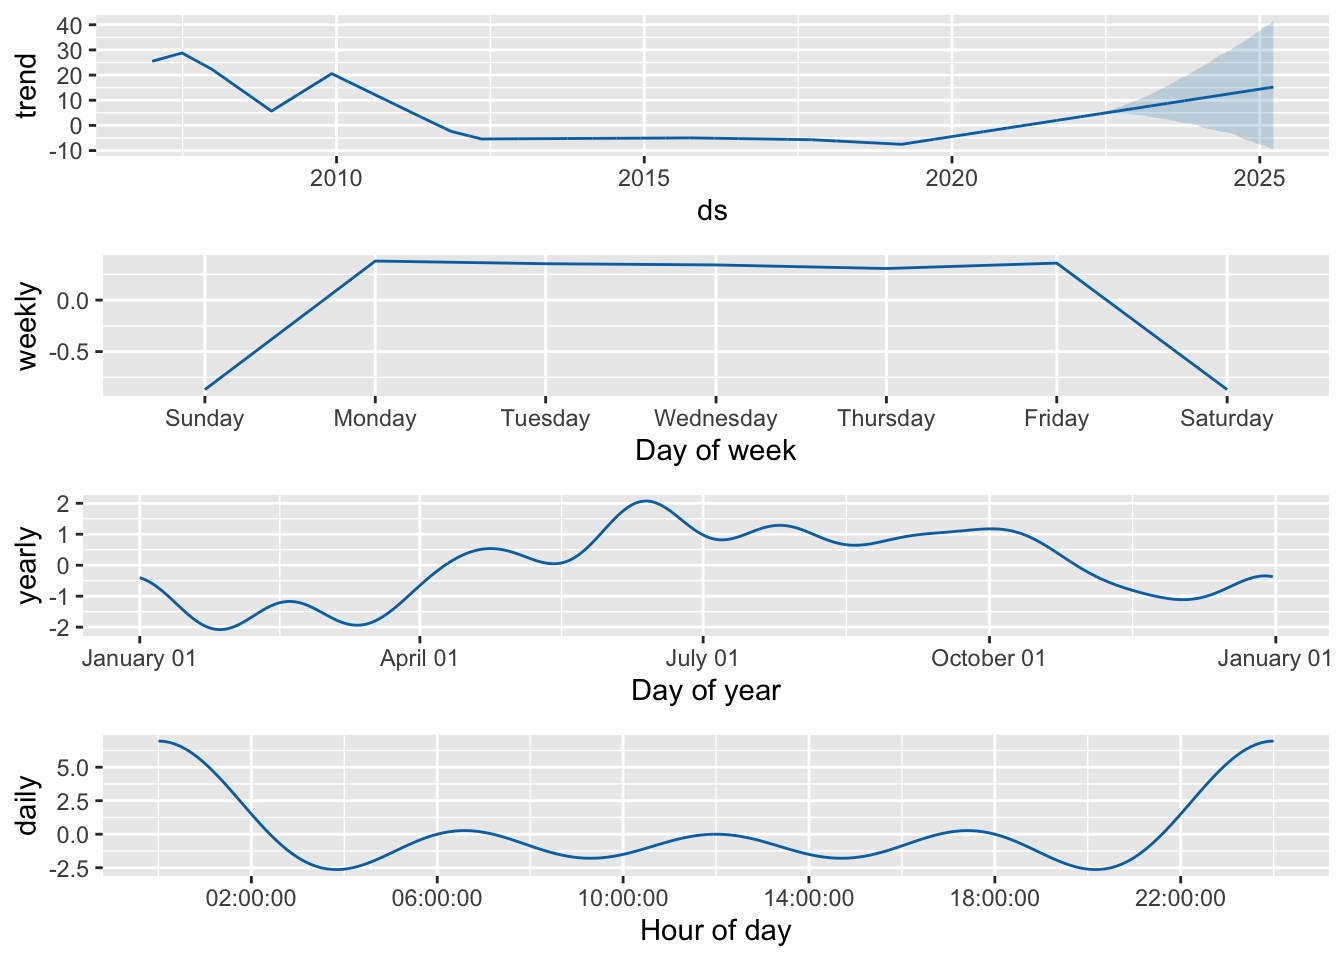 trend
40
30
20
10
0
-10
2010 2015 2020 2025
ds
weekly
0.0
-0.5
Sunday Monday Tuesday Wednesday Thursday Friday Saturday
Day of week
yearly
2
1
0
-1
-2
January 01 April 01 July 01 October 01 January 01
Day of year
daily
5.0
2.5
0.0
-2.5
02:00:00 06:00:00 10:00:00 14:00:00 18:00:00 22:00:00
Hour of day